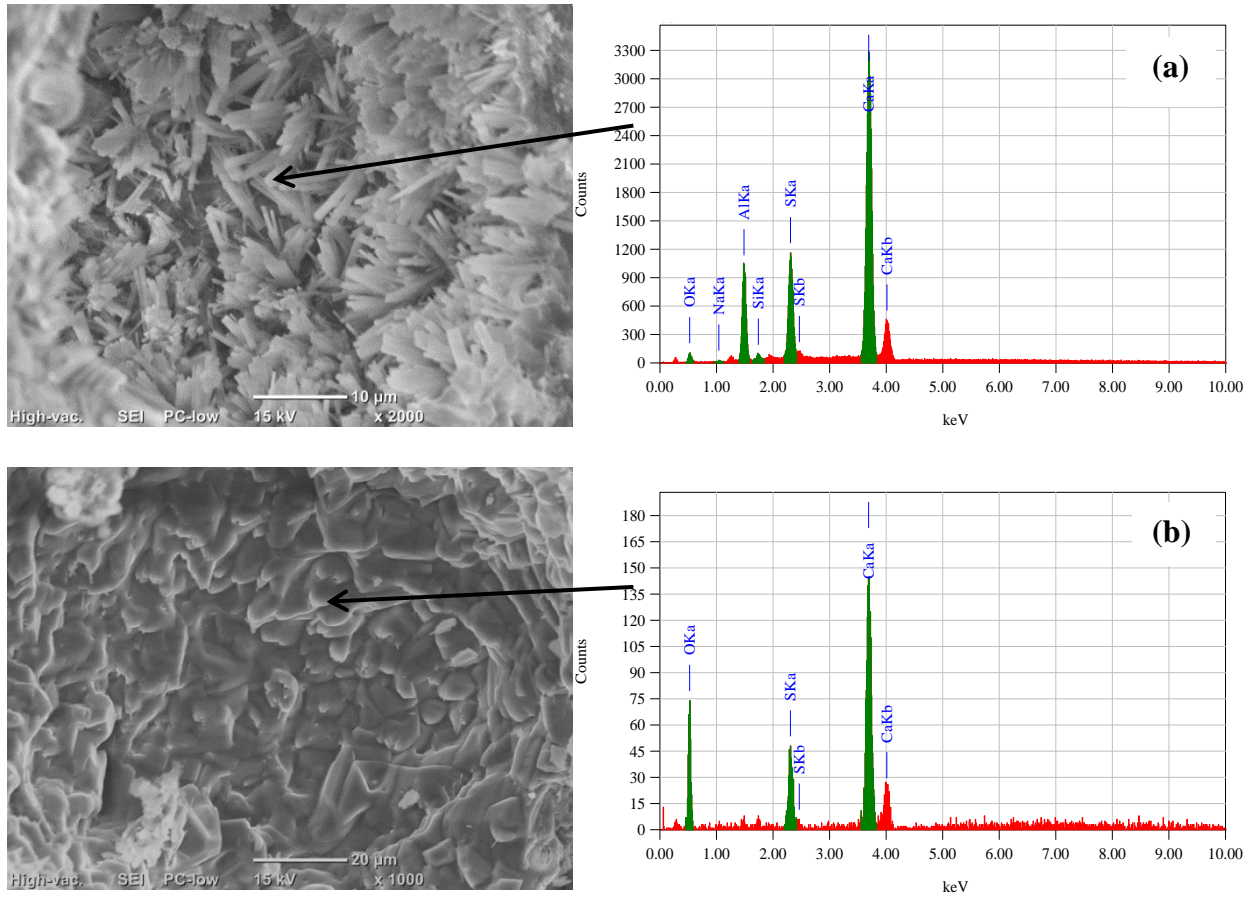 (a)
3300
3000
2700
2400
2100
1800
1500
1200
900
600
300
0
Counts
OKa
NaKa
AlKa
SiKa
SKa
SKb
CaKa
CaKb
0.00 1.00 2.00 3.00 4.00 5.00 6.00 7.00 8.00 9.00 10.00
keV
10 µm
High-vac. SEI PC-low 15 kV x 2000
(b)
180
165
150
135
120
105
90
75
60
45
30
15
0
Counts
OKa
SKa
SKb
CaKa
CaKb
0.00 1.00 2.00 3.00 4.00 5.00 6.00 7.00 8.00 9.00 10.00
keV
20 µm
High-vac. SEI PC-low 15 kV x 1000